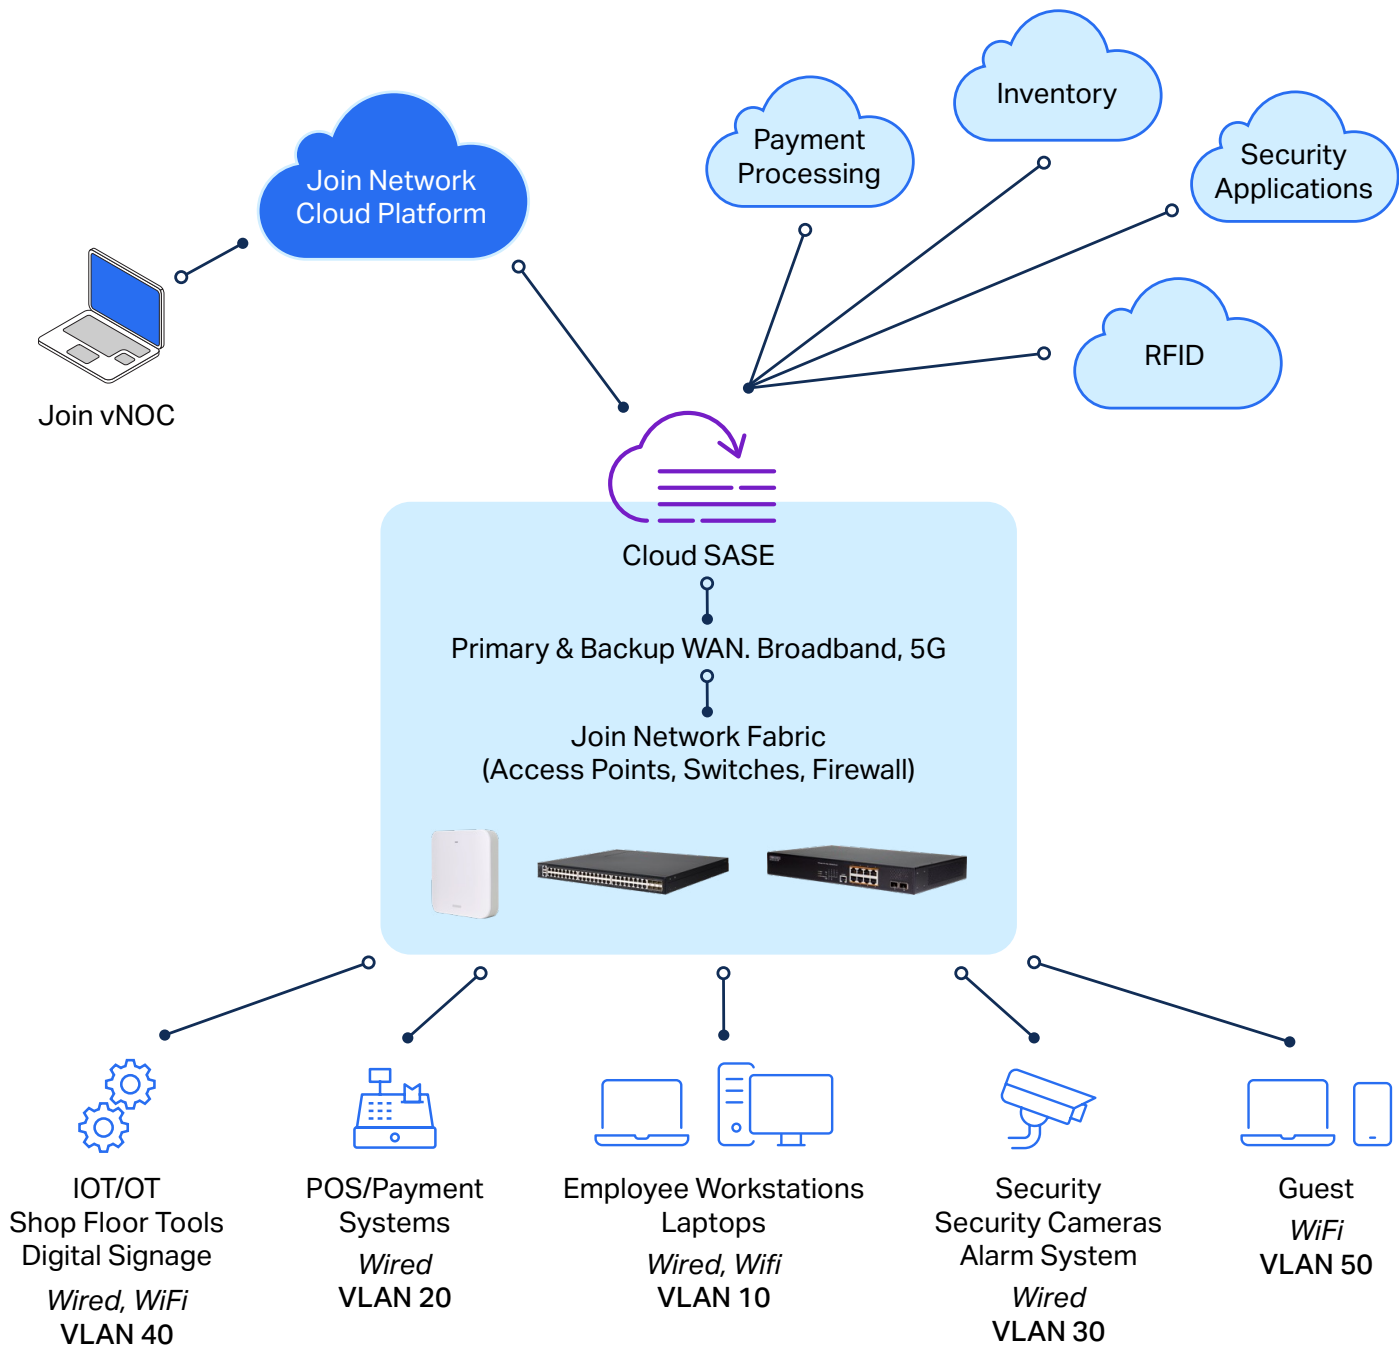 Join Network
Cloud Platform
Payment
Processing
Inventory
Security
Applications
RFID
Join vNOC
Cloud SASE
Primary & Backup WAN. Broadband, 5G
Join Network Fabric
(Access Points, Switches, Firewall)
IOT/OT
Shop Floor Tools
Digital Signage
Wired, WiFi
VLAN 40
POS/Payment
Systems
Wired
VLAN 20
Employee Workstations
Laptops
Wired, Wifi
VLAN 10
Security
Security Cameras
Alarm System
Wired
VLAN 30
Guest
WiFi
VLAN 50